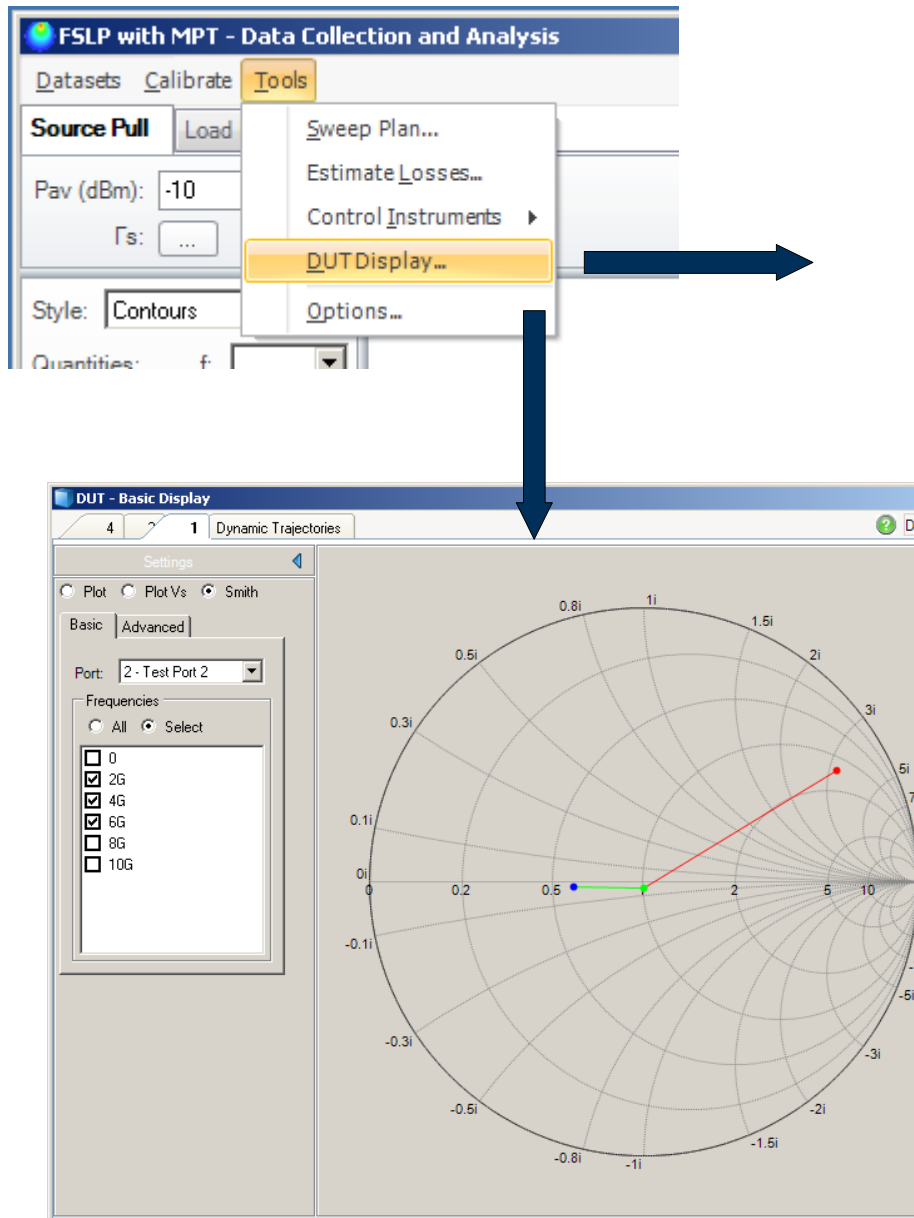 FSLP with MPT - Data Collection and Analysis
Datasets Calibrate Tools
Source Pull Load
Sweep Plan...
Estimate Losses...
Control Instruments
DUT Display...
Options...
Pav (dBm): -10
Γs: ...
Style: Contours
Quantities: f:
DUT - Basic Display
4 1 Dynamic Trajectories
D
Settings
Plot Plot Vs Smith
Basic Advanced
Port: 2 - Test Port 2
Frequencies
All Select
0
2G
4G
6G
8G
10G
0.8i 1i 1.5i
0.5i 2i
0.3i 3i
5i
7
0.1i
0i
0 0.2 0.5 1 2 5 10
-0.1i
-5i
-0.3i -3i
-0.5i -2i
-0.8i -1i -1.5i